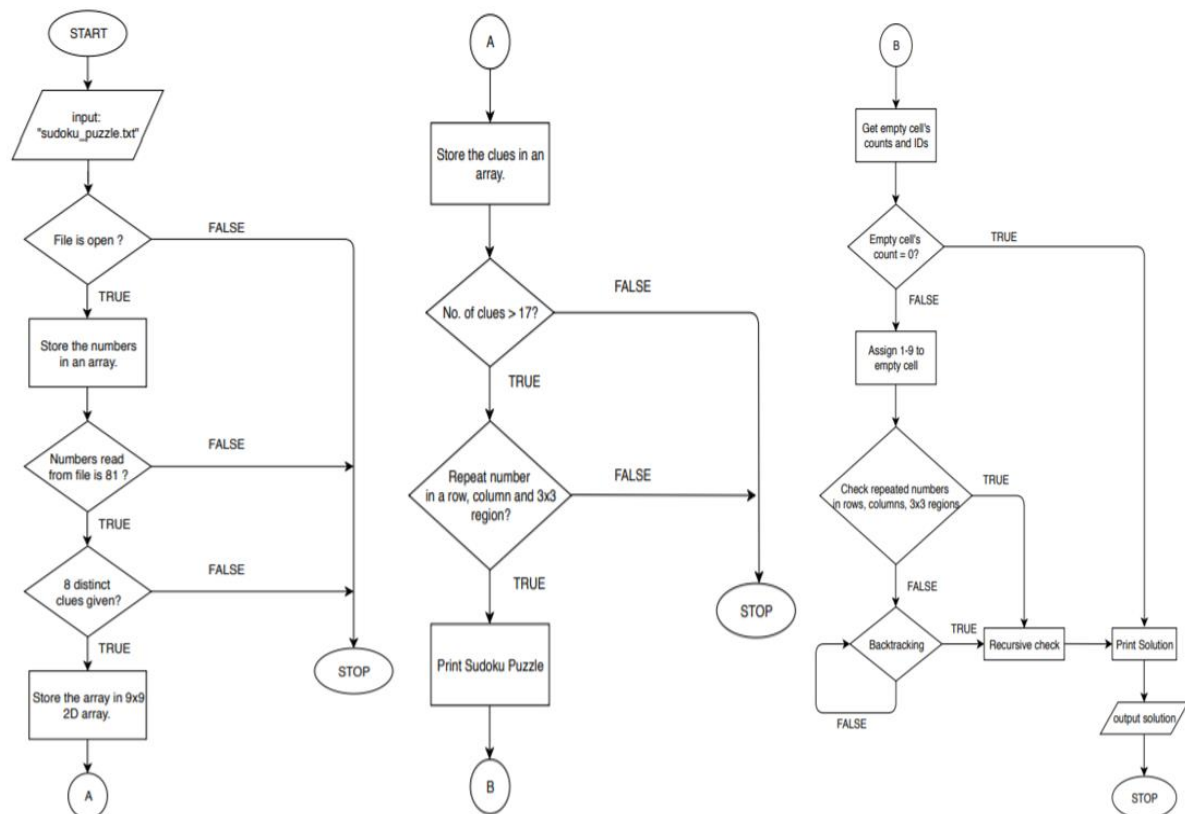 START
input:
"sudoku_puzzle.txt"
File is open ?
FALSE
TRUE
Store the numbers
in an array.
Numbers read
from file is 81 ?
FALSE
TRUE
8 distinct
clues given?
FALSE
TRUE
STOP
Store the array in 9x9
2D array.
A
A
Store the clues in an
array.
No. of clues > 17?
FALSE
TRUE
Repeat number
in a row, column and 3x3
region?
FALSE
TRUE
STOP
Print Sudoku Puzzle
B
B
Get empty cell's
counts and IDs
Empty cell's
count = 0?
TRUE
FALSE
Assign 1-9 to
empty cell
Check repeated numbers
in rows, columns, 3x3 regions
TRUE
FALSE
Backtracking
TRUE
Recursive check
Print Solution
FALSE
output solution
STOP